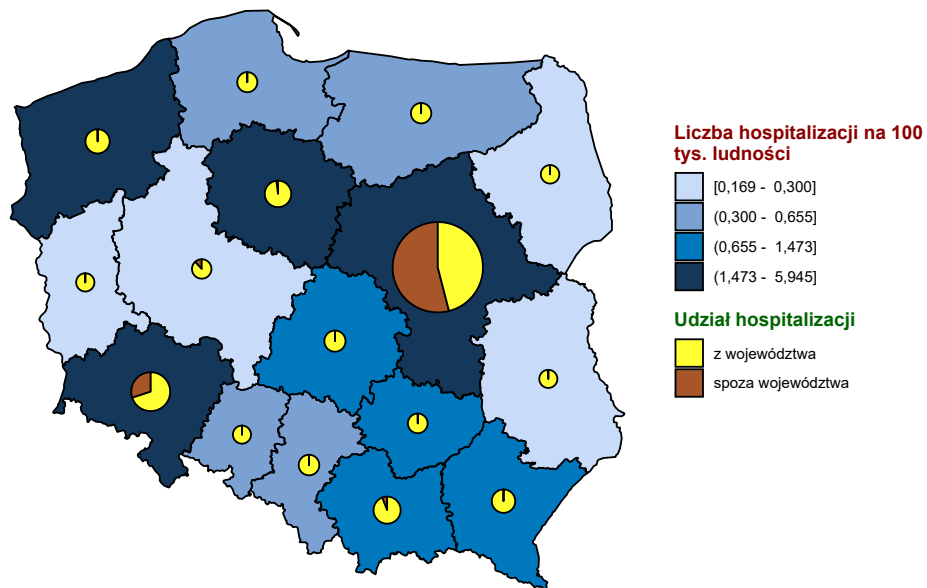 Liczba hospitalizacji na 100
tys. ludności
[0,169 - 0,300]
(0,300 - 0,655]
(0,655 - 1,473]
(1,473 - 5,945]
Udział hospitalizacji
z województwa
spoza województwa